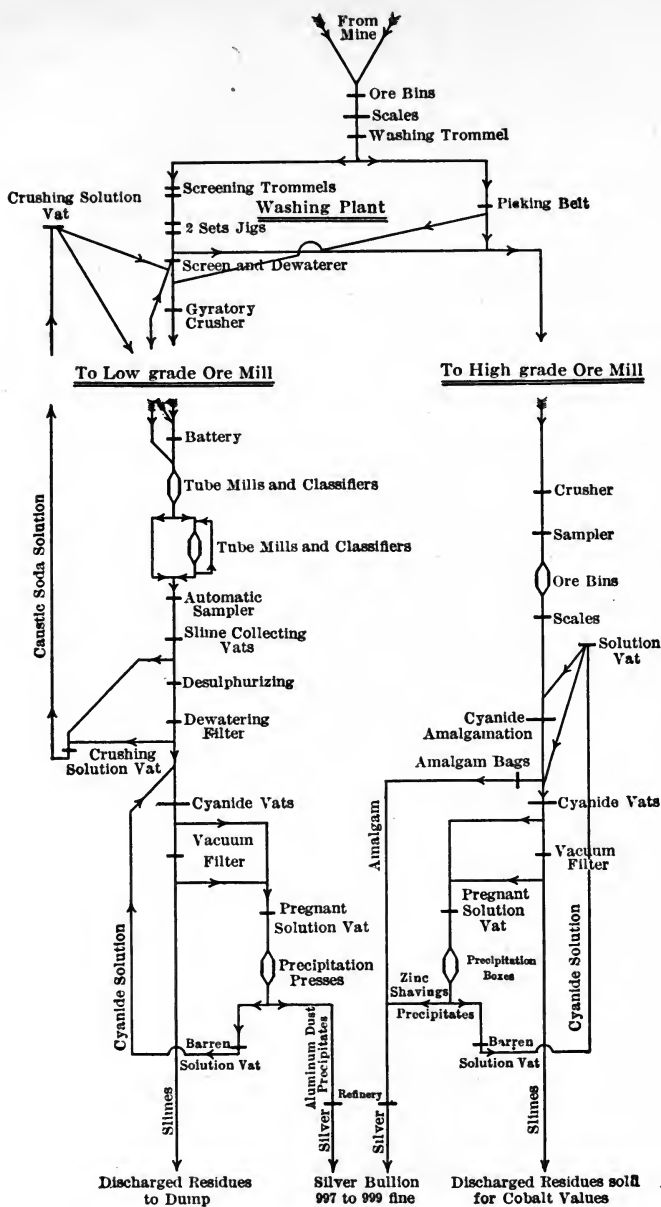 From
Mine
Ore Bins
Scales
Washing Trommel
Screening Trommels
Washing Plant
Crushing Solution
Vat
Picking Belt
2 Sets Jigs
Screen and Dewaterer
Gyratory
Crusher
To Low grade Ore Mill
To High grade Ore Mill
Battery
Tube Mills and Classifiers
Tube Mills and Classifiers
Automatic
Sampler
Slime Collecting
Vats
Desulphurizing
Dewatering
Filter
Crushing
Solution Vat
Caustic Soda Solution
Cyanide Vats
Vacuum
Filter
Pregnant
Solution Vat
Precipitation
Presses
Cyanide Solution
Barren
Solution Vat
Aluminum Dust
Precipitates
Slimes
Silver
Refinery
Crusher
Sampler
Ore Bins
Scales
Solution
Vat
Cyanide
Amalgamation
Amalgam Bags
Amalgam
Cyanide Vats
Vacuum
Filter
Pregnant
Solution
Vat
Precipitation
Boxes
Zinc
Shavings
Precipitates
Cyanide Solution
Barren
Solution Vat
Silver
Slimes
Discharged Residues
to Dump
Silver Bullion
997 to 999 fine
Discharged Residues sold
for Cobalt Values